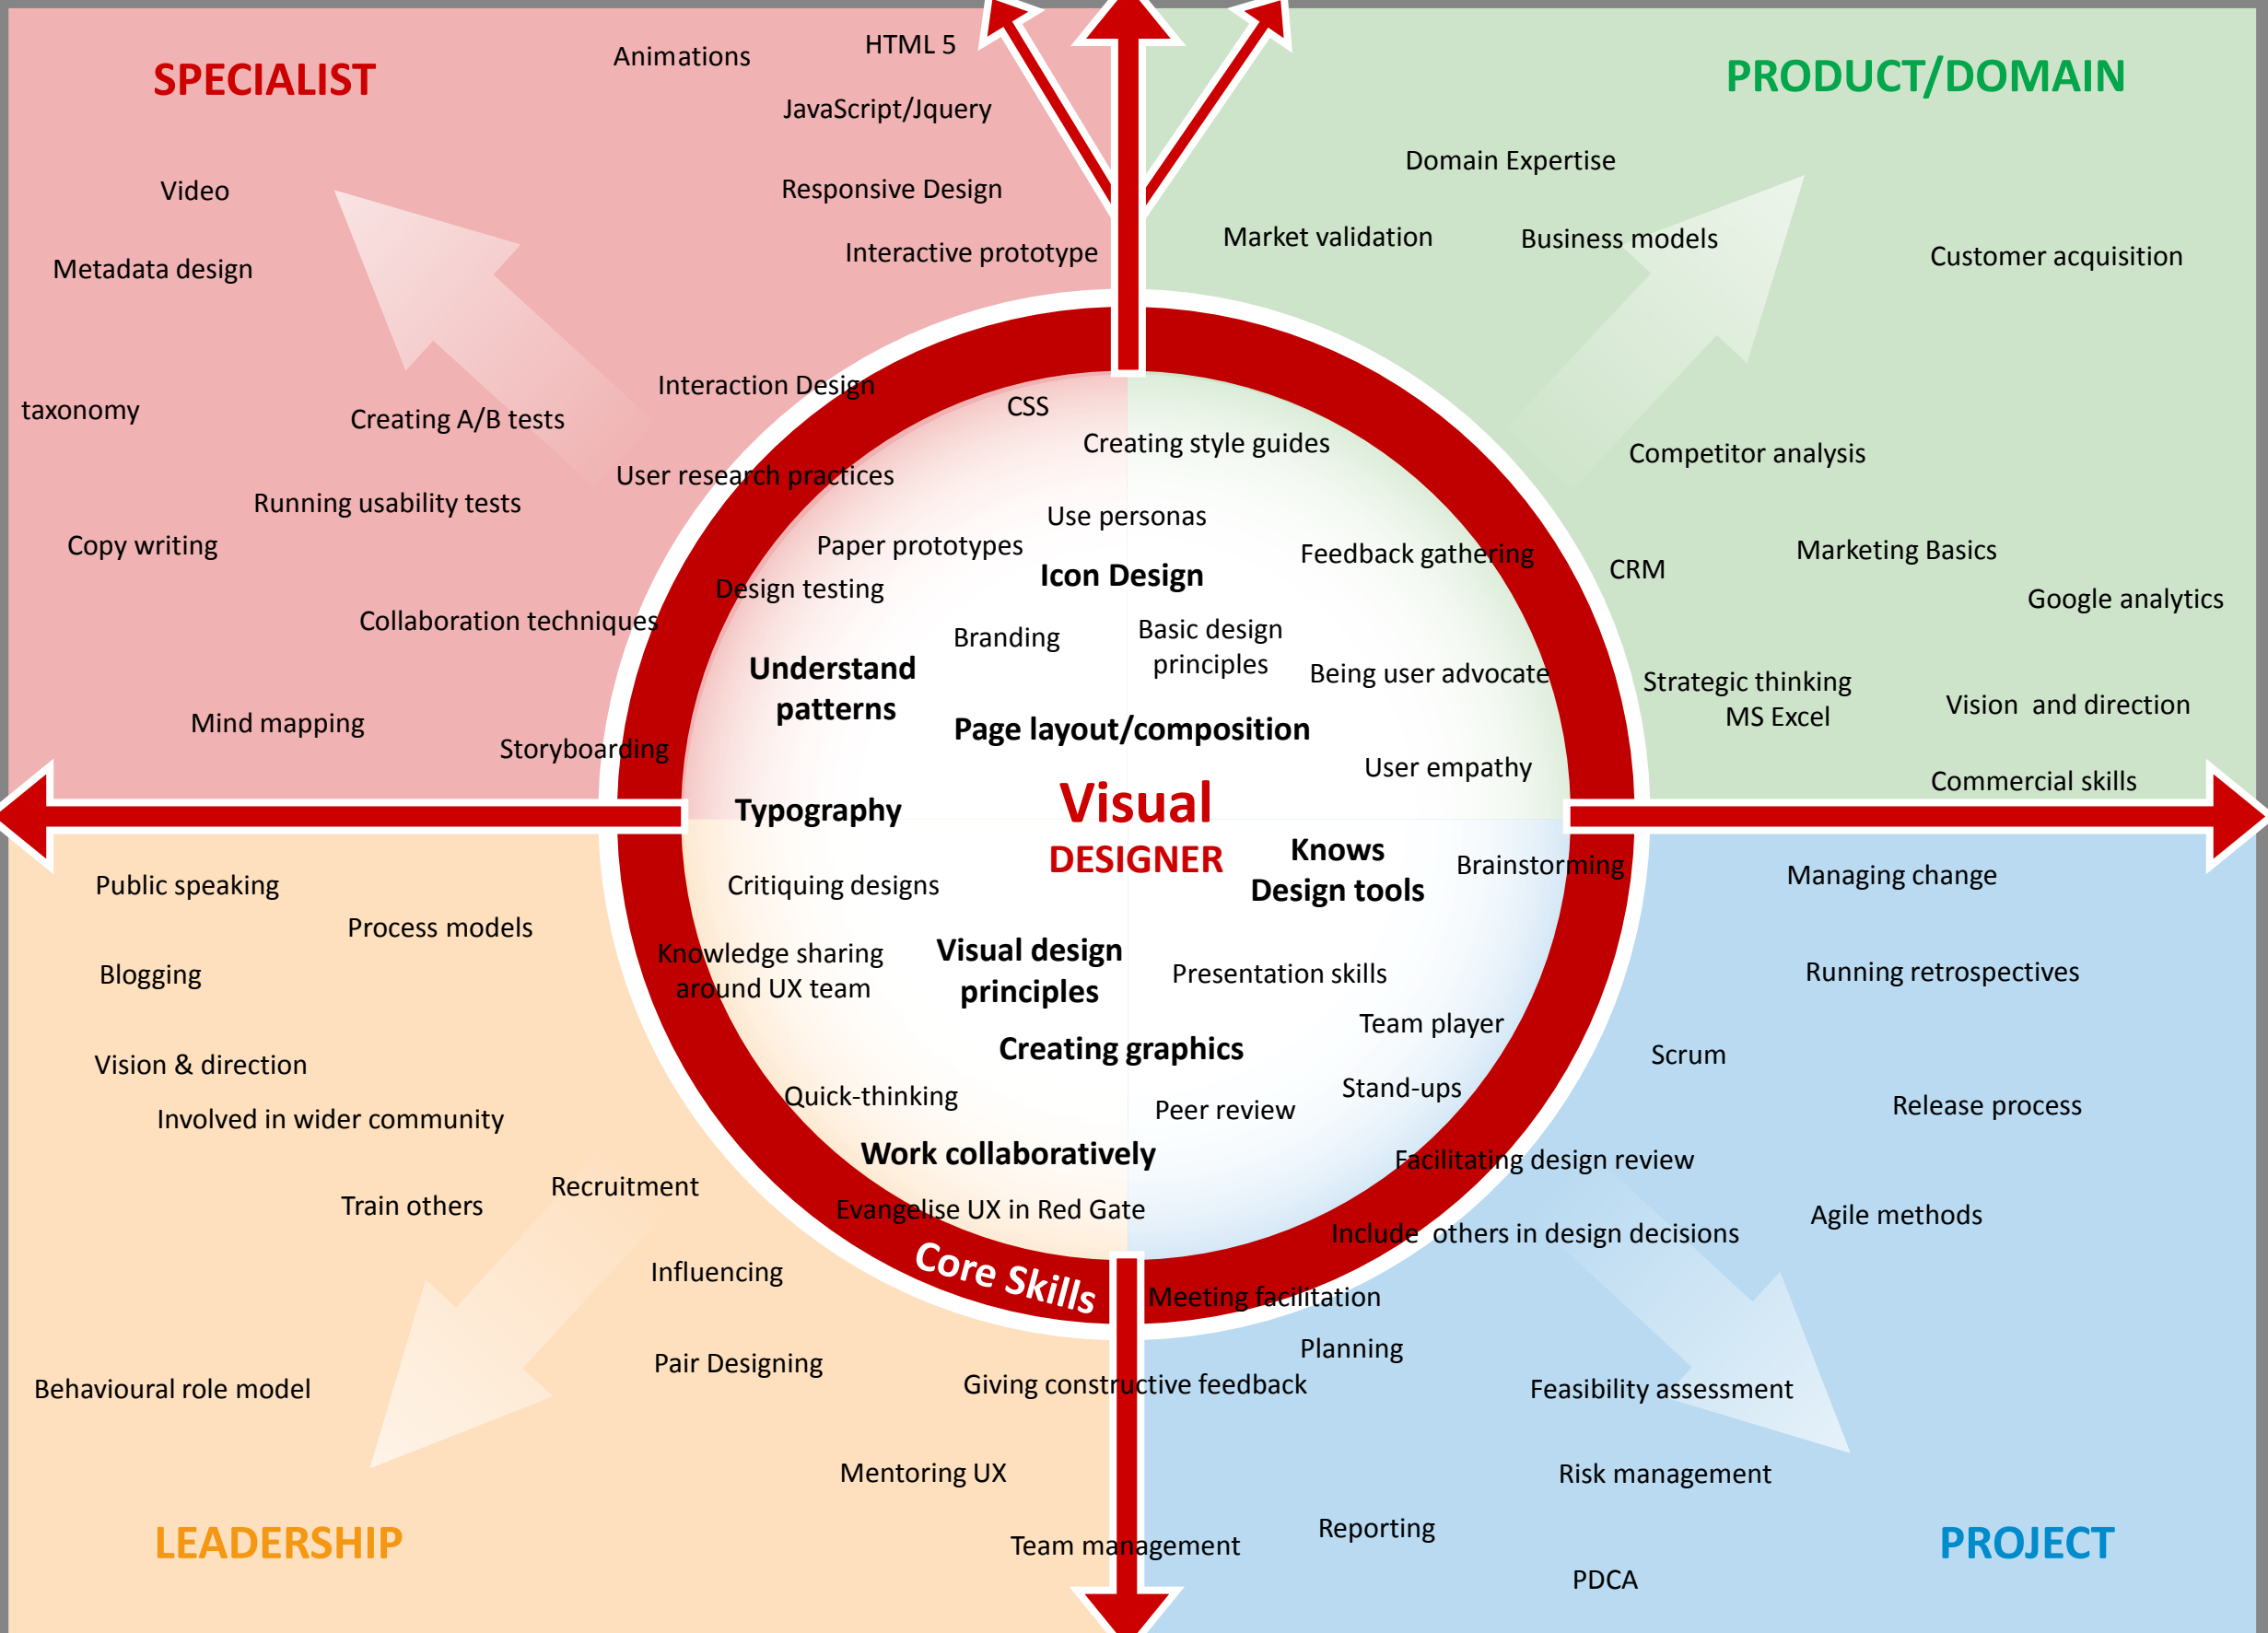 SPECIALIST
Animations
HTML 5
JavaScript/Jquery
Video
Responsive Design
Metadata design
Interactive prototype
Interaction Design
taxonomy
Creating A/B tests
User research practices
Running usability tests
Copy writing
Collaboration techniques
Mind mapping
Storyboarding
PRODUCT/DOMAIN
Domain Expertise
Market validation
Business models
Customer acquisition
Competitor analysis
Marketing Basics
CRM
Google analytics
Strategic thinking
MS Excel
Vision  and direction
Commercial skills
CSS
Creating style guides
Use personas
Paper prototypes
Feedback gathering
Icon Design
Design testing
Branding
Basic design
principles
Understand
patterns
Being user advocate
Page layout/composition
User empathy
Typography
Visual
DESIGNER
Knows
Design tools
Brainstorming
Critiquing designs
Knowledge sharing
around UX team
Visual design
principles
Presentation skills
Team player
Creating graphics
Quick-thinking
Peer review
Stand-ups
Work collaboratively
Evangelise UX in Red Gate
Core Skills
Public speaking
Process models
Blogging
Vision & direction
Involved in wider community
Recruitment
Train others
Influencing
Pair Designing
Behavioural role model
Giving constructive feedback
Mentoring UX
LEADERSHIP
Team management
Managing change
Running retrospectives
Scrum
Release process
Facilitating design review
Agile methods
Include  others in design decisions
Meeting facilitation
Planning
Feasibility assessment
Risk management
Reporting
PROJECT
PDCA